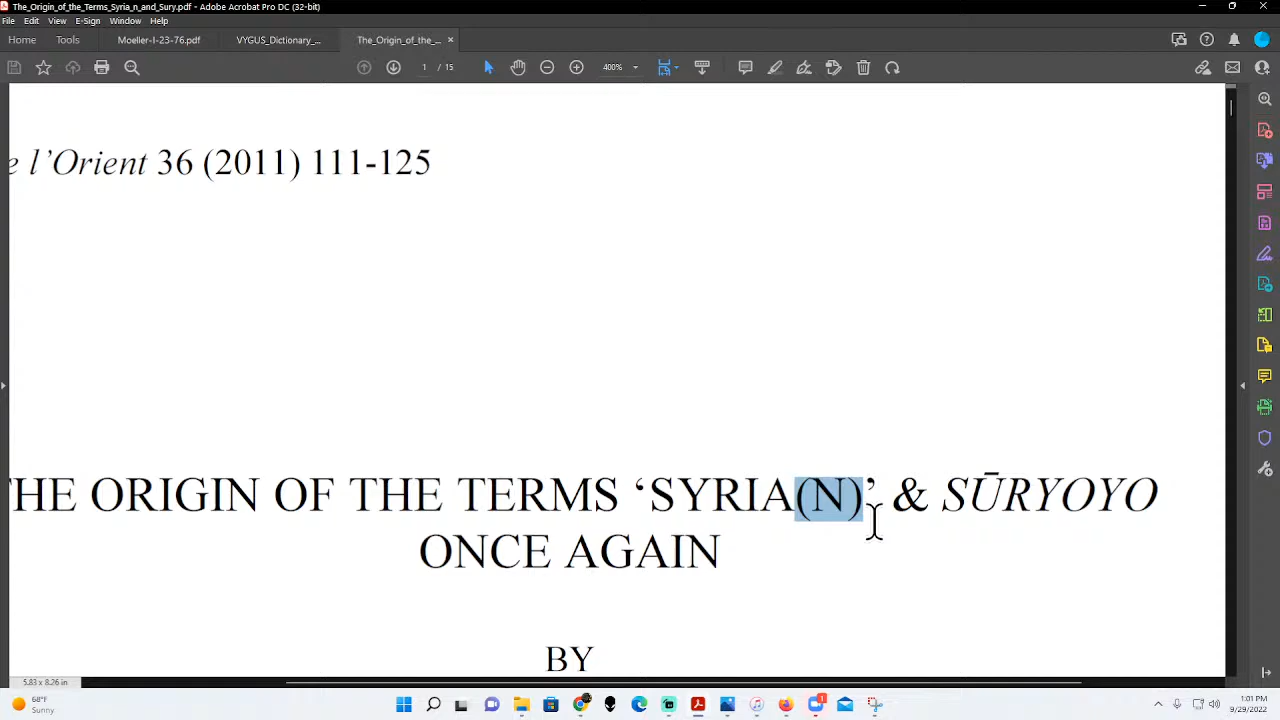 The_Origin_of_the_Terms_Syria_n_and_Sury.pdf - Adobe Acrobat Pro DC (32-bit)
File Edit View E-Sign Window Help
Home Tools Moeller-I-23-76.pdf VYGUS_Dictionary_... The_Origin_of_the_...
1 / 15 400%
e l’Orient 36 (2011) 111-125
THE ORIGIN OF THE TERMS ‘SYRIA(N)’ & SŪRYOYO
ONCE AGAIN
BY
5.83 x 8.26 in
68°F
Sunny
1
1:01 PM
9/29/2022